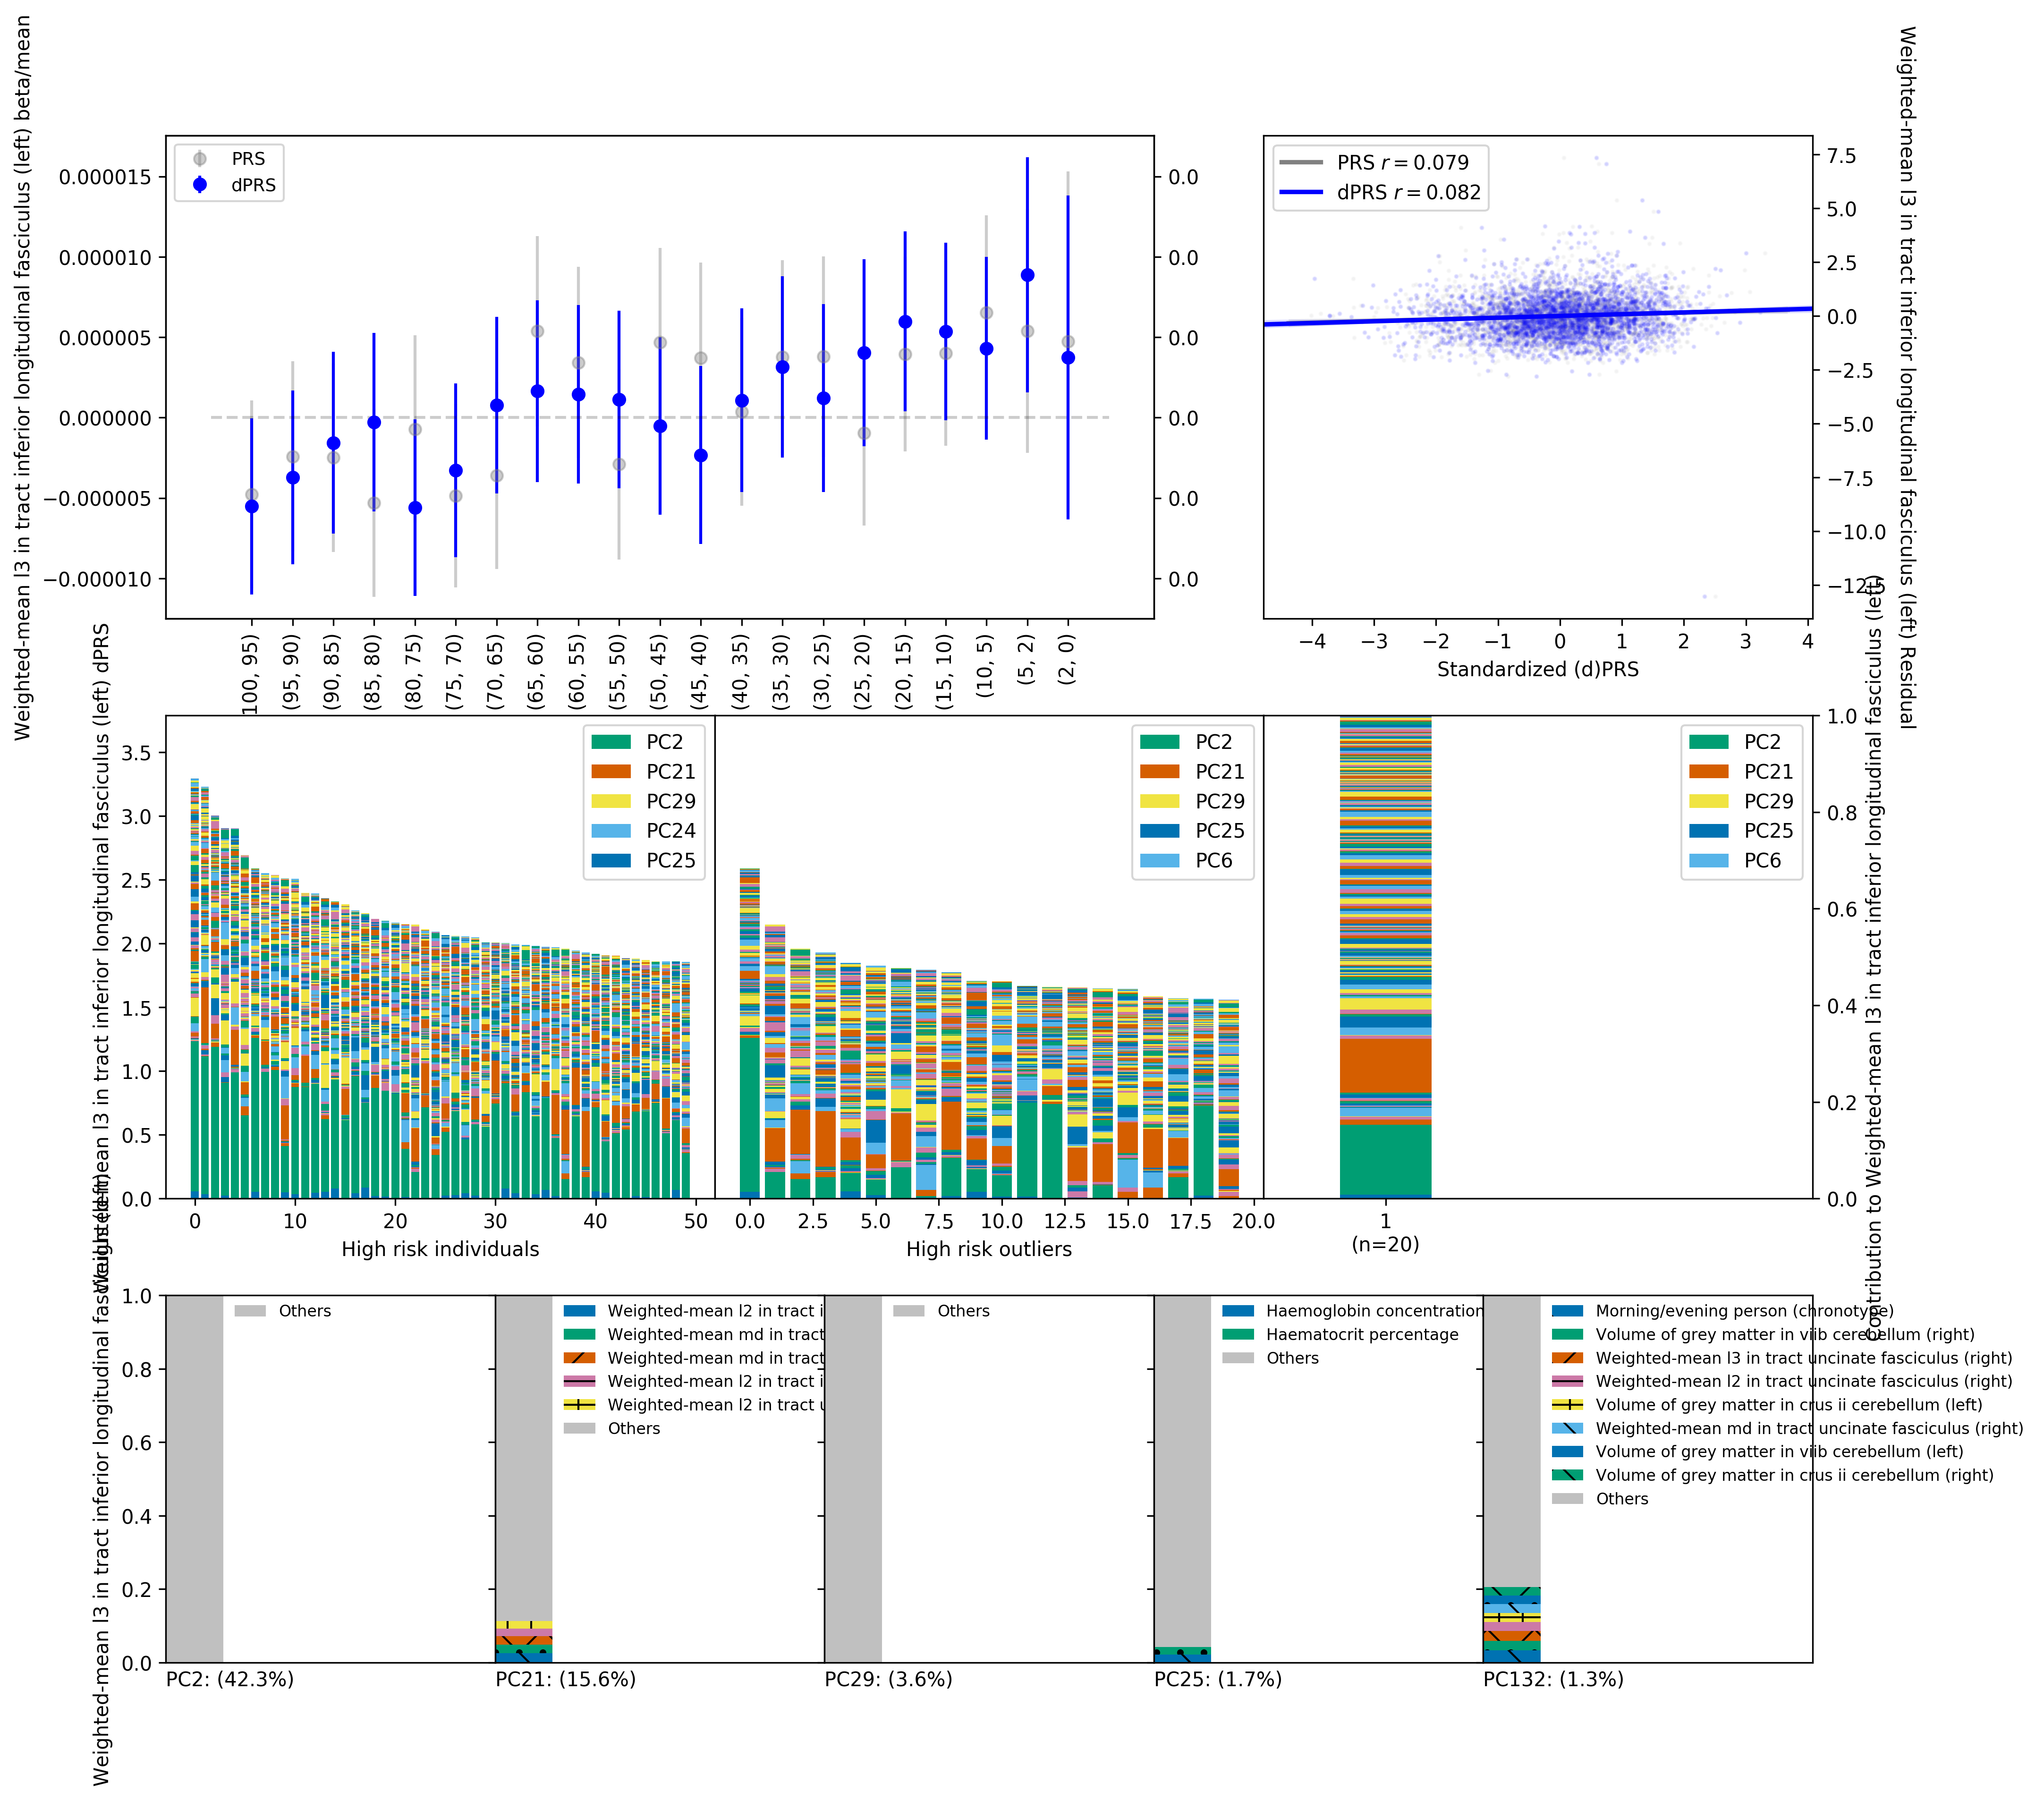 Weighted-mean l3 in tract inferior longitudinal fasciculus (left) beta/mean
PRS
dPRS
0.000015
0.000010
0.000005
0.000000
−0.000005
−0.000010
0.0
0.0
0.0
0.0
0.0
0.0
100, 95)
(95, 90)
(90, 85)
(85, 80)
(80, 75)
(75, 70)
(70, 65)
(65, 60)
(60, 55)
(55, 50)
(50, 45)
(45, 40)
(40, 35)
(35, 30)
(30, 25)
(25, 20)
(20, 15)
(15, 10)
(10, 5)
(5, 2)
(2, 0)
PRS r = 0.079
dPRS r = 0.082
7.5
5.0
2.5
0.0
−2.5
−5.0
−7.5
−10.0
−12.5
−4 −3 −2 −1 0 1 2 3 4
Standardized (d)PRS
Weighted-mean l3 in tract inferior longitudinal fasciculus (left) Residual
Weighted-mean l3 in tract inferior longitudinal fasciculus (left) dPRS
3.5
3.0
2.5
2.0
1.5
1.0
0.5
0.0
PC2
PC21
PC29
PC24
PC25
0 10 20 30 40 50
High risk individuals
PC2
PC21
PC29
PC25
PC6
0.0 2.5 5.0 7.5 10.0 12.5 15.0 17.5 20.0
High risk outliers
PC2
PC21
PC29
PC25
PC6
1
(n=20)
1.0
0.8
0.6
0.4
0.2
0.0
Contribution to Weighted-mean l3 in tract inferior longitudinal fasciculus (left)
Weighted-mean l3 in tract inferior longitudinal fasciculus (left)
1.0
0.8
0.6
0.4
0.2
0.0
Others
PC2: (42.3%)
Weighted-mean l2 in tract i
Weighted-mean md in tract
Weighted-mean md in tract
Weighted-mean l2 in tract i
Weighted-mean l2 in tract
Others
PC21: (15.6%)
Others
PC29: (3.6%)
Haemoglobin concentration
Haematocrit percentage
Others
PC25: (1.7%)
Morning/evening person (chronotype)
Volume of grey matter in viib cerebellum (right)
Weighted-mean l3 in tract uncinate fasciculus (right)
Weighted-mean l2 in tract uncinate fasciculus (right)
Volume of grey matter in crus ii cerebellum (left)
Weighted-mean md in tract uncinate fasciculus (right)
Volume of grey matter in viib cerebellum (left)
Volume of grey matter in crus ii cerebellum (right)
Others
PC132: (1.3%)